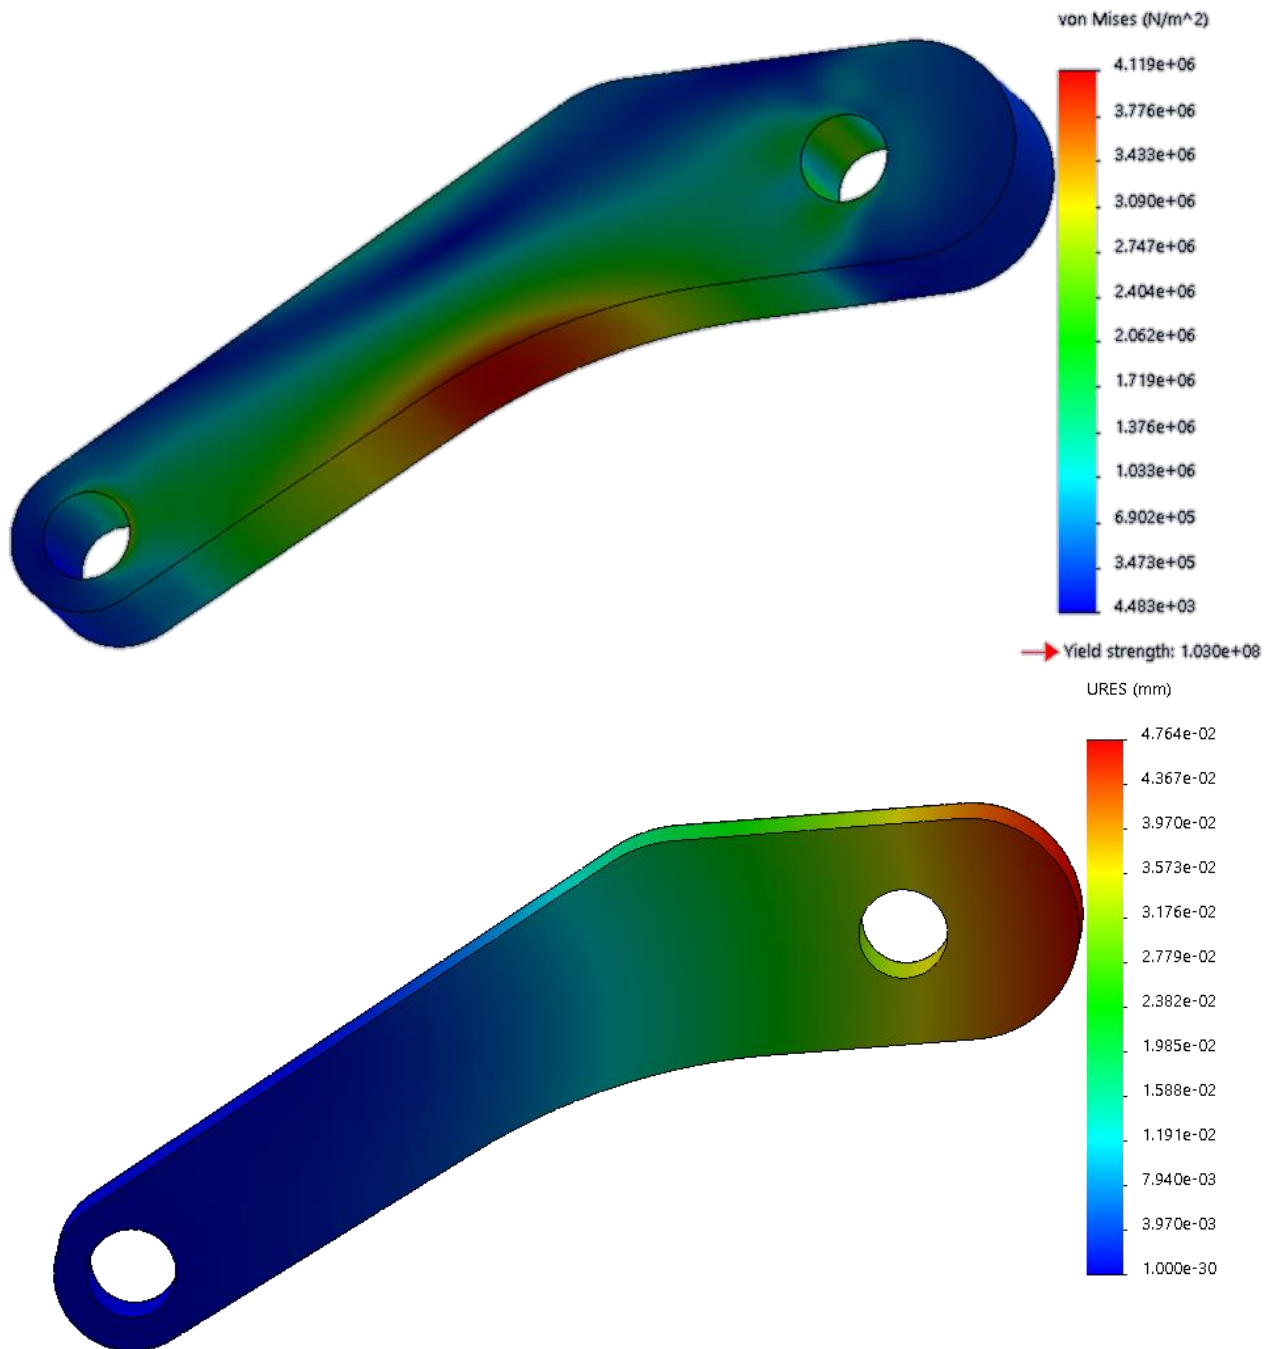 von Mises (N/m^2)
4.119e+06
3.776e+06
3.433e+06
3.090e+06
2.747e+06
2.404e+06
2.062e+06
1.719e+06
1.376e+06
1.033e+06
6.902e+05
3.473e+05
4.483e+03
Yield strength: 1.030e+08
URES (mm)
4.764e-02
4.367e-02
3.970e-02
3.573e-02
3.176e-02
2.779e-02
2.382e-02
1.985e-02
1.588e-02
1.191e-02
7.940e-03
3.970e-03
1.000e-30